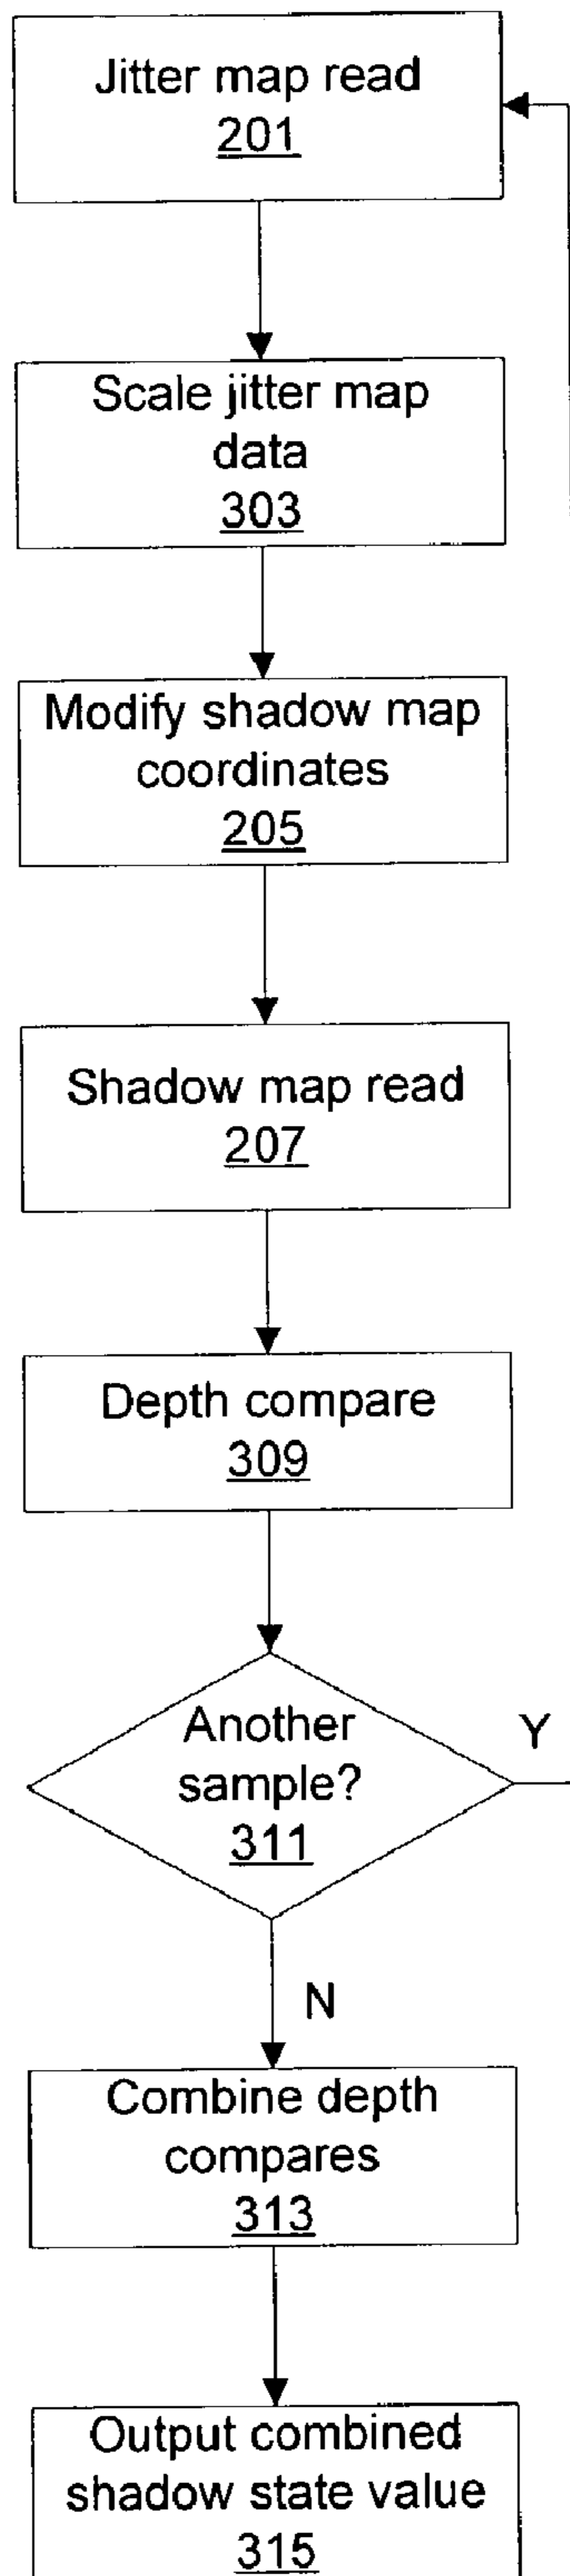 Jitter map read
201
Scale jitter map
data
303
Modify shadow map
coordinates
205
Shadow map read
207
Depth compare
309
Another
sample?
311
Y
N
Combine depth
compares
313
Output combined
shadow state value
315